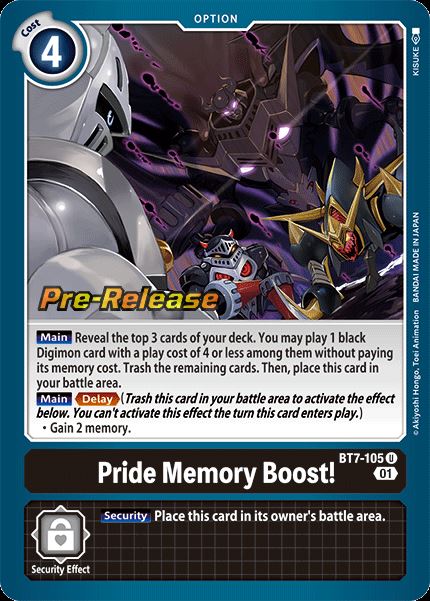 OPTION
Cost
4
KISUKE
Pre-Release
Main Reveal the top 3 cards of your deck. You may play 1 black
Digimon card with a play cost of 4 or less among them without paying
its memory cost. Trash the remaining cards. Then, place this card in
your battle area.
Main Delay (Trash this card in your battle area to activate the effect
below. You can't activate this effect the turn this card enters play.)
・Gain 2 memory.
©Akiyoshi Hongo, Toei Animation BANDAI MADE IN JAPAN
BT7-105 U
Pride Memory Boost! 01
Security Place this card in its owner's battle area.
Security Effect